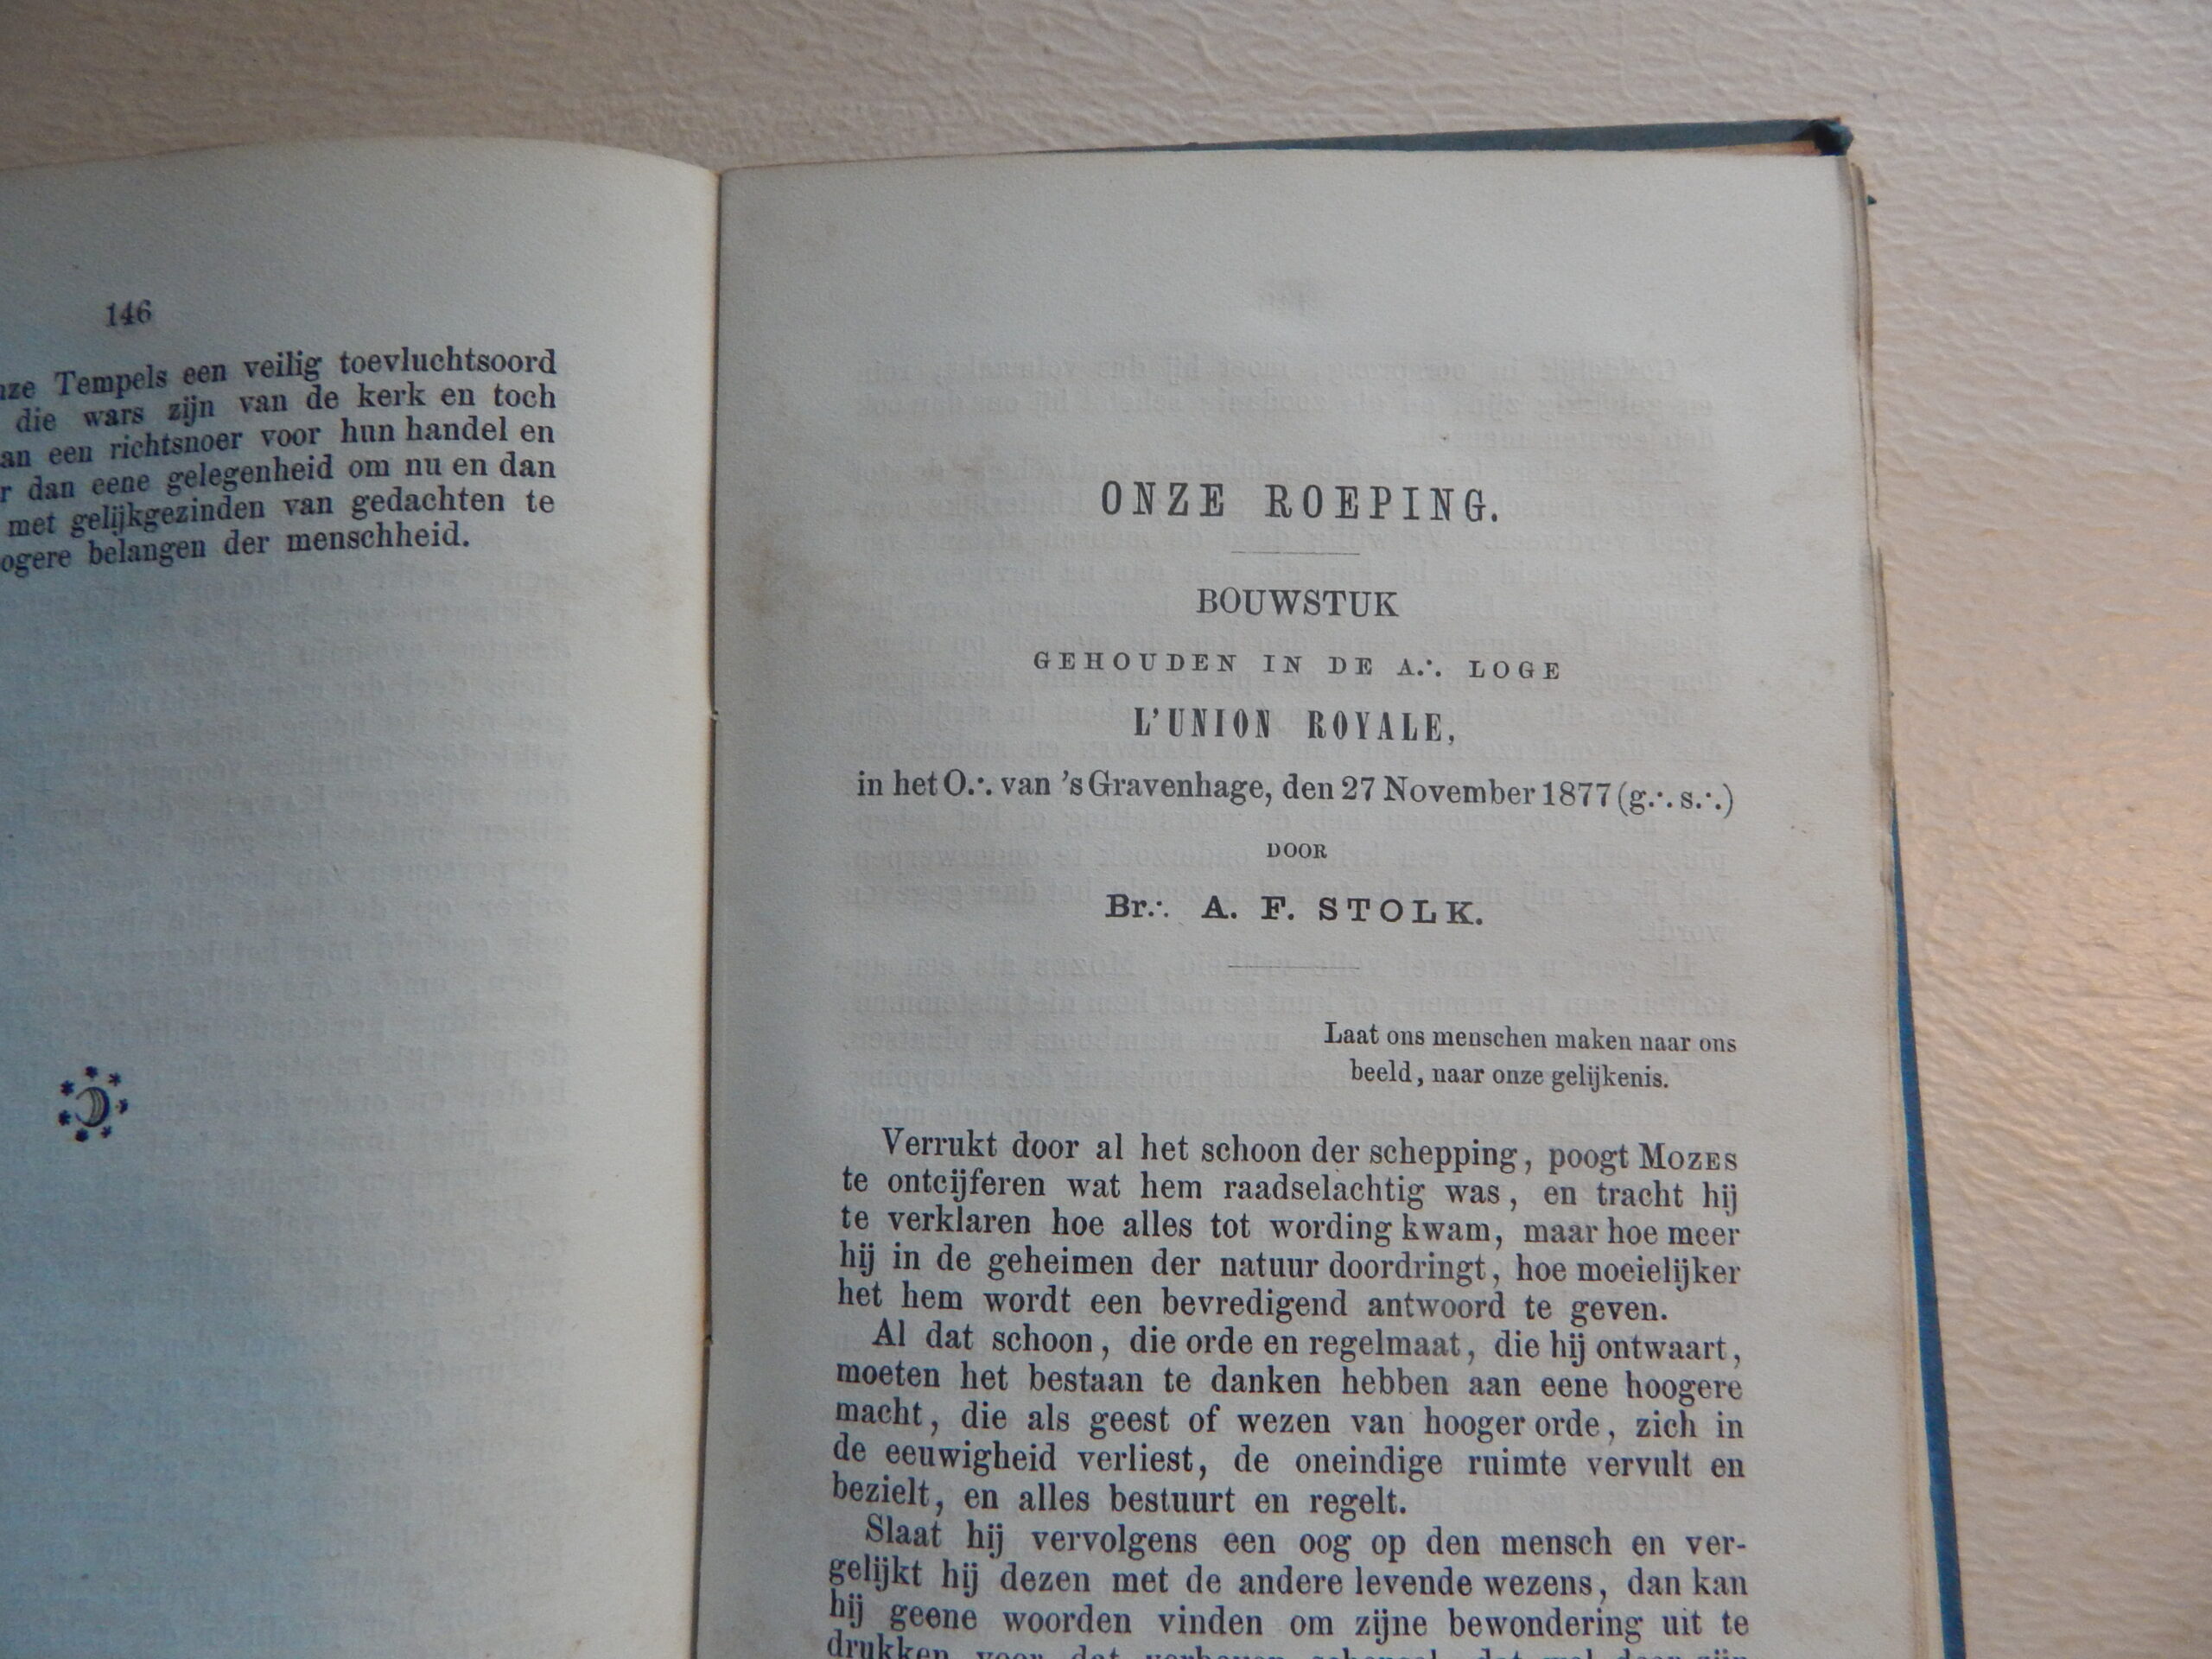 146
Tempels een veilig toevluchtsoord
die wars zijn van de kerk en toch
een richtsnoer voor hun handel en
dan eene gelegenheid om nu en dan
met gelijkgezinden van gedachten te
belangen der menschheid.
ONZE ROEPING.
BOUWSTUK
GEHOUDEN IN DE A∴ LOGE
L'UNION ROYALE,
in het O∴ van 's Gravenhage, den 27 November 1877 (g∴ s∴)
DOOR
Br∴ A. F. STOLK.
Laat ons menschen maken naar ons
beeld, naar onze gelijkenis.
Verrukt door al het schoon der schepping, poogt MOZES
te ontcijferen wat hem raadselachtig was, en tracht hij
te verklaren hoe alles tot wording kwam, maar hoe meer
hij in de geheimen der natuur doordringt, hoe moeielijker
het hem wordt een bevredigend antwoord te geven.
Al dat schoon, die orde en regelmaat, die hij ontwaart,
moeten het bestaan te danken hebben aan eene hoogere
macht, die als geest of wezen van hooger orde, zich in
de eeuwigheid verliest, de oneindige ruimte vervult en
bezielt, en alles bestuurt en regelt.
Slaat hij vervolgens een oog op den mensch en ver-
gelijkt hij dezen met de andere levende wezens, dan kan
hij geene woorden vinden om zijne bewondering uit te
drukken voor dat